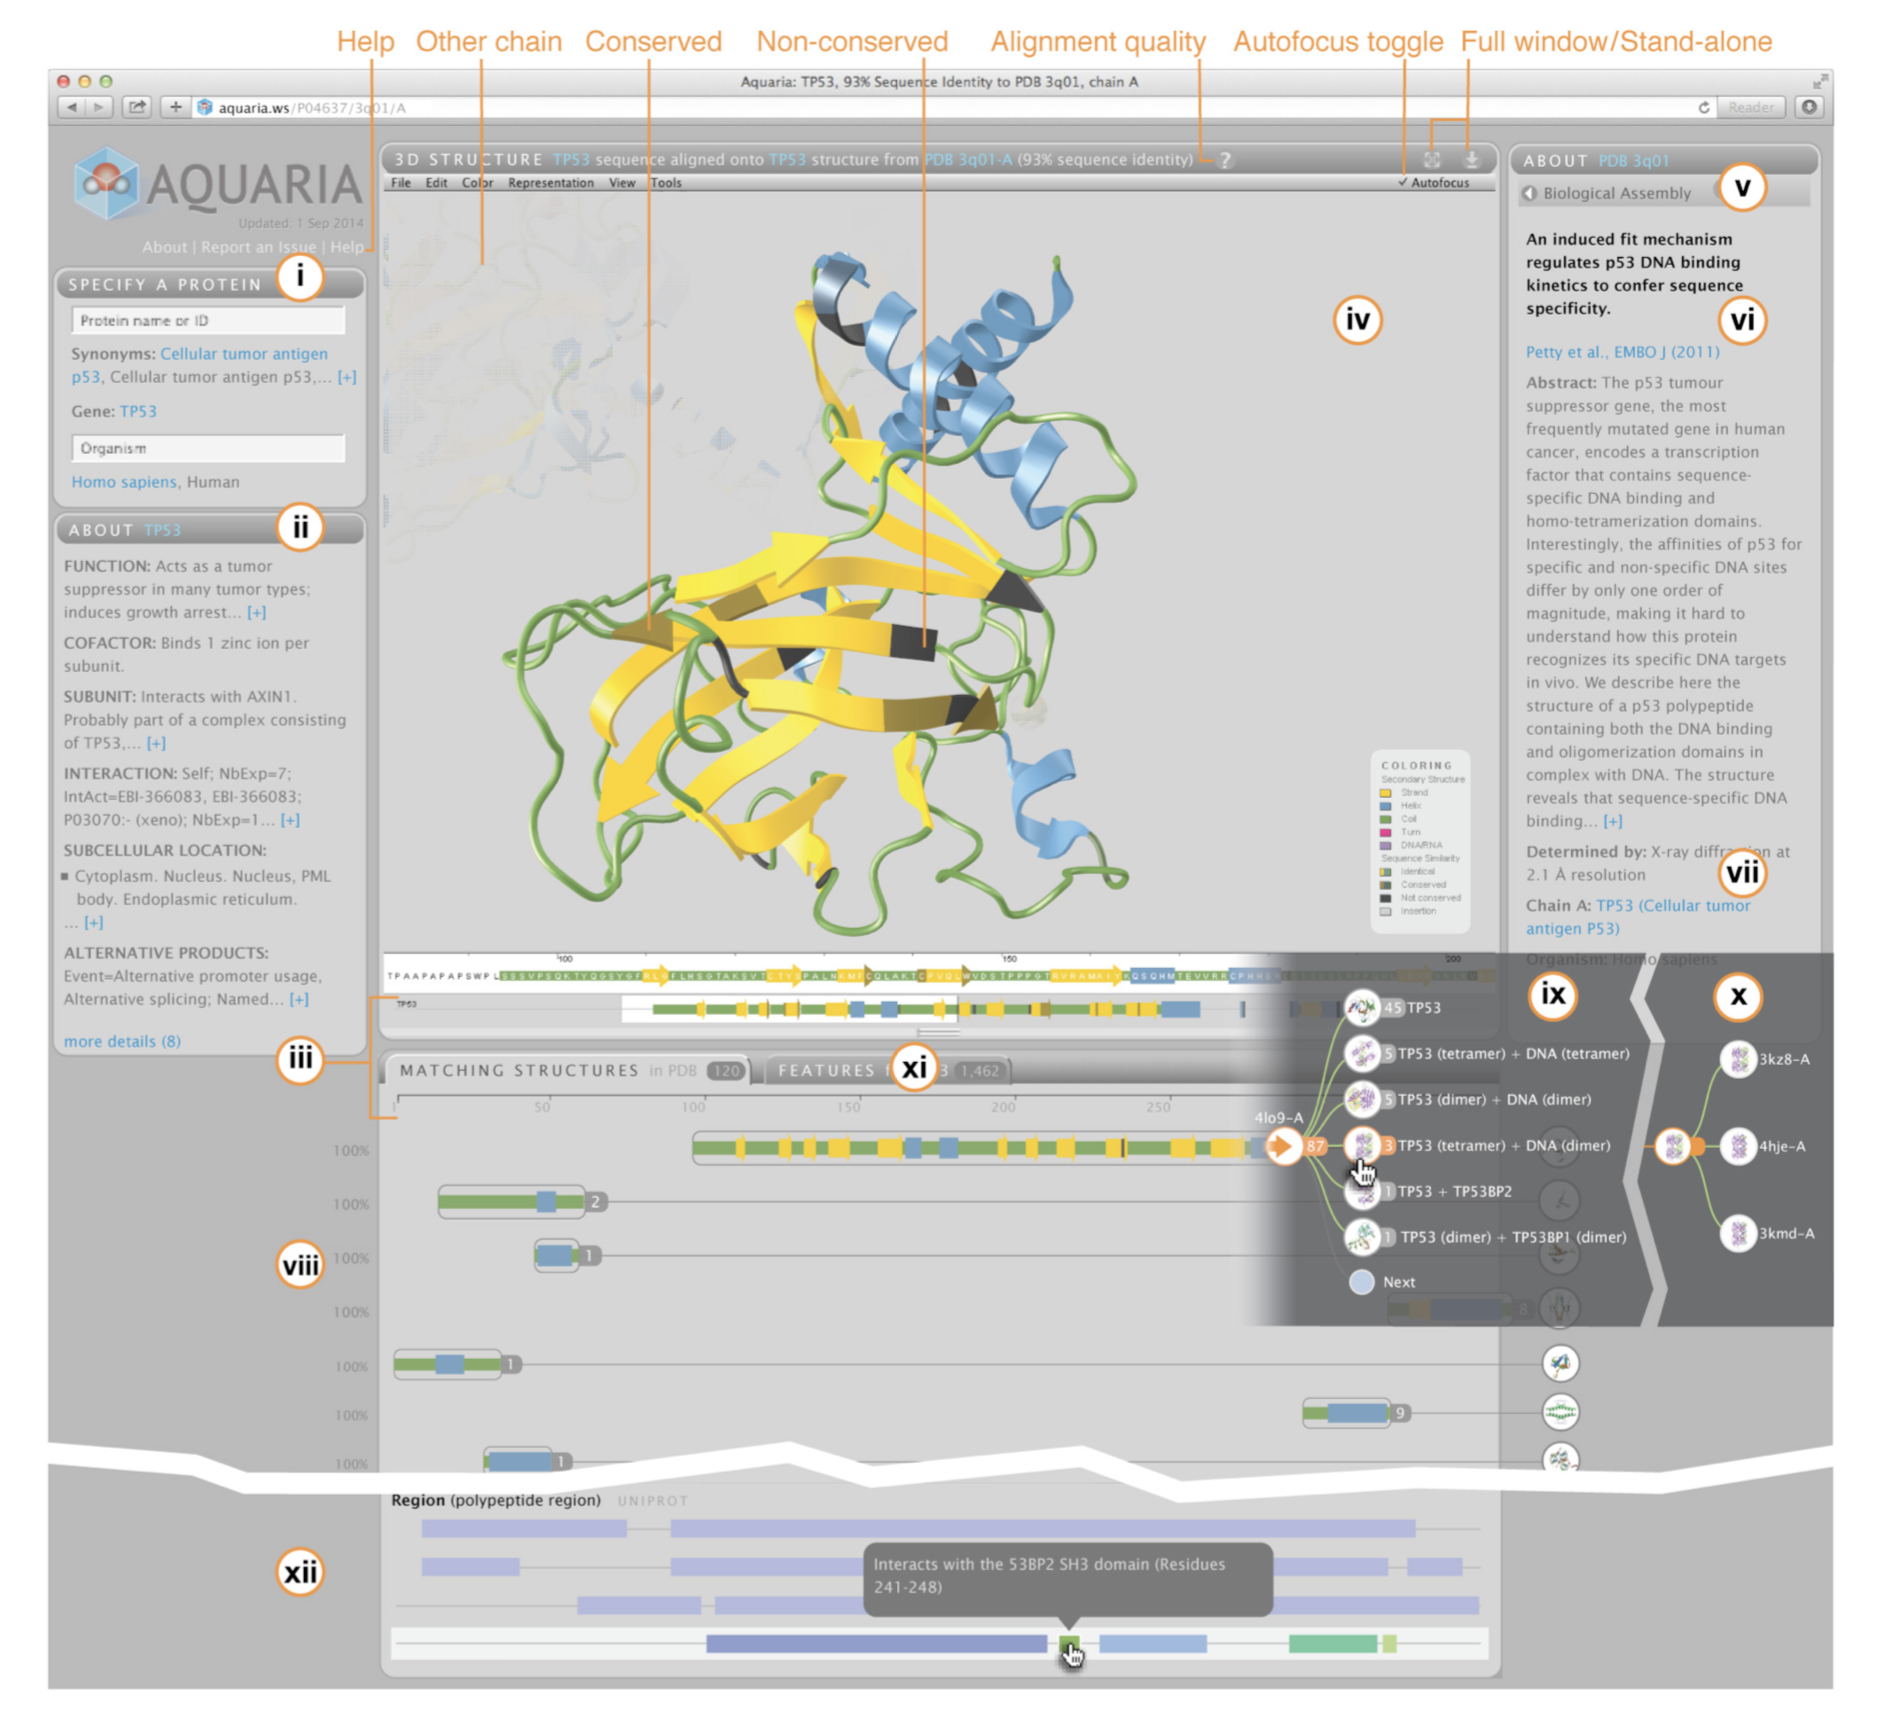 Help Other chain Conserved Non-conserved Alignment quality Autofocus toggle Full window/Stand-alone
Aquaria: TP53, 93% Sequence Identity to PDB 3q01, chain A
aquaria.ws/P04637/3q01/A
Reader
AQUARIA
Updated: 1 Sep 2014
About | Report an Issue | Help
i
SPECIFY A PROTEIN
Protein name or ID
Synonyms: Cellular tumor antigen
p53, Cellular tumor antigen p53,... [+]
Gene: TP53
Organism
Homo sapiens, Human
ii
ABOUT TP53
FUNCTION: Acts as a tumor
suppressor in many tumor types;
induces growth arrest... [+]
COFACTOR: Binds 1 zinc ion per
subunit.
SUBUNIT: Interacts with AXIN1.
Probably part of a complex consisting
of TP53,... [+]
INTERACTION: Self; NbExp=7;
IntAct=EBI-366083, EBI-366083;
P03070:- (xeno); NbExp=1... [+]
SUBCELLULAR LOCATION:
Cytoplasm. Nucleus. Nucleus, PML
body. Endoplasmic reticulum.
... [+]
ALTERNATIVE PRODUCTS:
Event=Alternative promoter usage,
Alternative splicing; Named... [+]
more details (8)
3D STRUCTURE TP53 sequence aligned onto TP53 structure from PDB 3q01-A (93% sequence identity) ?
File Edit Color Representation View Tools
✓ Autofocus
iv
COLORING
Secondary Structure
Strand
Helix
Coil
Turn
DNA/RNA
Sequence Similarity
Identical
Conserved
Not conserved
Insertion
ABOUT PDB 3q01
Biological Assembly
v
An induced fit mechanism
regulates p53 DNA binding
kinetics to confer sequence
specificity.
vi
Petty et al., EMBO J (2011)
Abstract: The p53 tumour
suppressor gene, the most
frequently mutated gene in human
cancer, encodes a transcription
factor that contains sequence-
specific DNA binding and
homo-tetramerization domains.
Interestingly, the affinities of p53 for
specific and non-specific DNA sites
differ by only one order of
magnitude, making it hard to
understand how this protein
recognizes its specific DNA targets
in vivo. We describe here the
structure of a p53 polypeptide
containing both the DNA binding
and oligomerization domains in
complex with DNA. The structure
reveals that sequence-specific DNA
binding... [+]
Determined by: X-ray diffraction at
2.1 Å resolution
vii
Chain A: TP53 (Cellular tumor
antigen P53)
Organism: Homo sapiens
100 150 200
TPAAPAPAPSWPLSSSVPSQKTYQGSYGFRLGFLHSGTAKSVTCTYSPALNKMFCQLAKTCPVQLWVDSTPPPGTRVRAMAIYKQSQHMTEVVRRCPHHE
TP53
iii
MATCHING STRUCTURES in PDB 120
FEATURES
xi
1,462
1 50 100 150 200 250
100%
100% 2
100% 1
100% 8
100% 1
100% 9
100% 1
viii
4lo9-A
87
45 TP53
5 TP53 (tetramer) + DNA (tetramer)
5 TP53 (dimer) + DNA (dimer)
3 TP53 (tetramer) + DNA (dimer)
1 TP53 + TP53BP2
1 TP53 (dimer) + TP53BP1 (dimer)
Next
ix
x
3kz8-A
4hje-A
3kmd-A
Region (polypeptide region) UNIPROT
xii
Interacts with the 53BP2 SH3 domain (Residues
241-248)